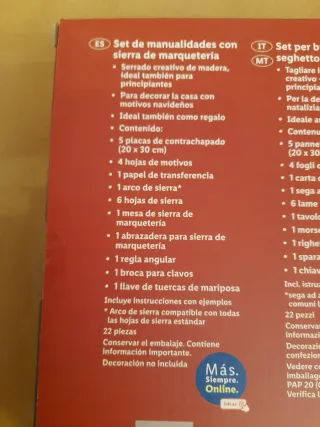 ES Set de manualidades con
sierra de marquetería
• Serrado creativo de madera,
ideal también para
principiantes
• Para decorar la casa con
motivos navideños
• Ideal también como regalo
• Contenido:
• 5 placas de contrachapado
(20 x 30 cm)
• 4 hojas de motivos
• 1 papel de transferencia
• 1 arco de sierra*
• 6 hojas de sierra
• 1 mesa de sierra de
marquetería
• 1 abrazadera para sierra de
marquetería
• 1 regla angular
• 1 broca para clavos
• 1 llave de tuercas de mariposa
Incluye instrucciones con ejemplos
* Arco de sierra compatible con todas
las hojas de sierra estándar
22 piezas
Conservar el embalaje. Contiene
información importante.
Decoración no incluida
Más.
Siempre.
Online.
IT Set per b
MT seghetto
• Tagliare i
creativo
principia
• Per la de
natalizia
• Ideale a
• Contenu
• 5 panne
(20 x 30
• 4 fogli c
• 1 carta d
• 1 sega a
• 6 lame
• 1 tavolo
• 1 morse
• 1 righel
• 1 spara
• 1 chiav
Incl. istruz
*sega ad a
comuni l
22 pezzi
Conservar
informazi
Decorazio
confezion
Vedere c
imballag
PAP 20 (C
Verifica l